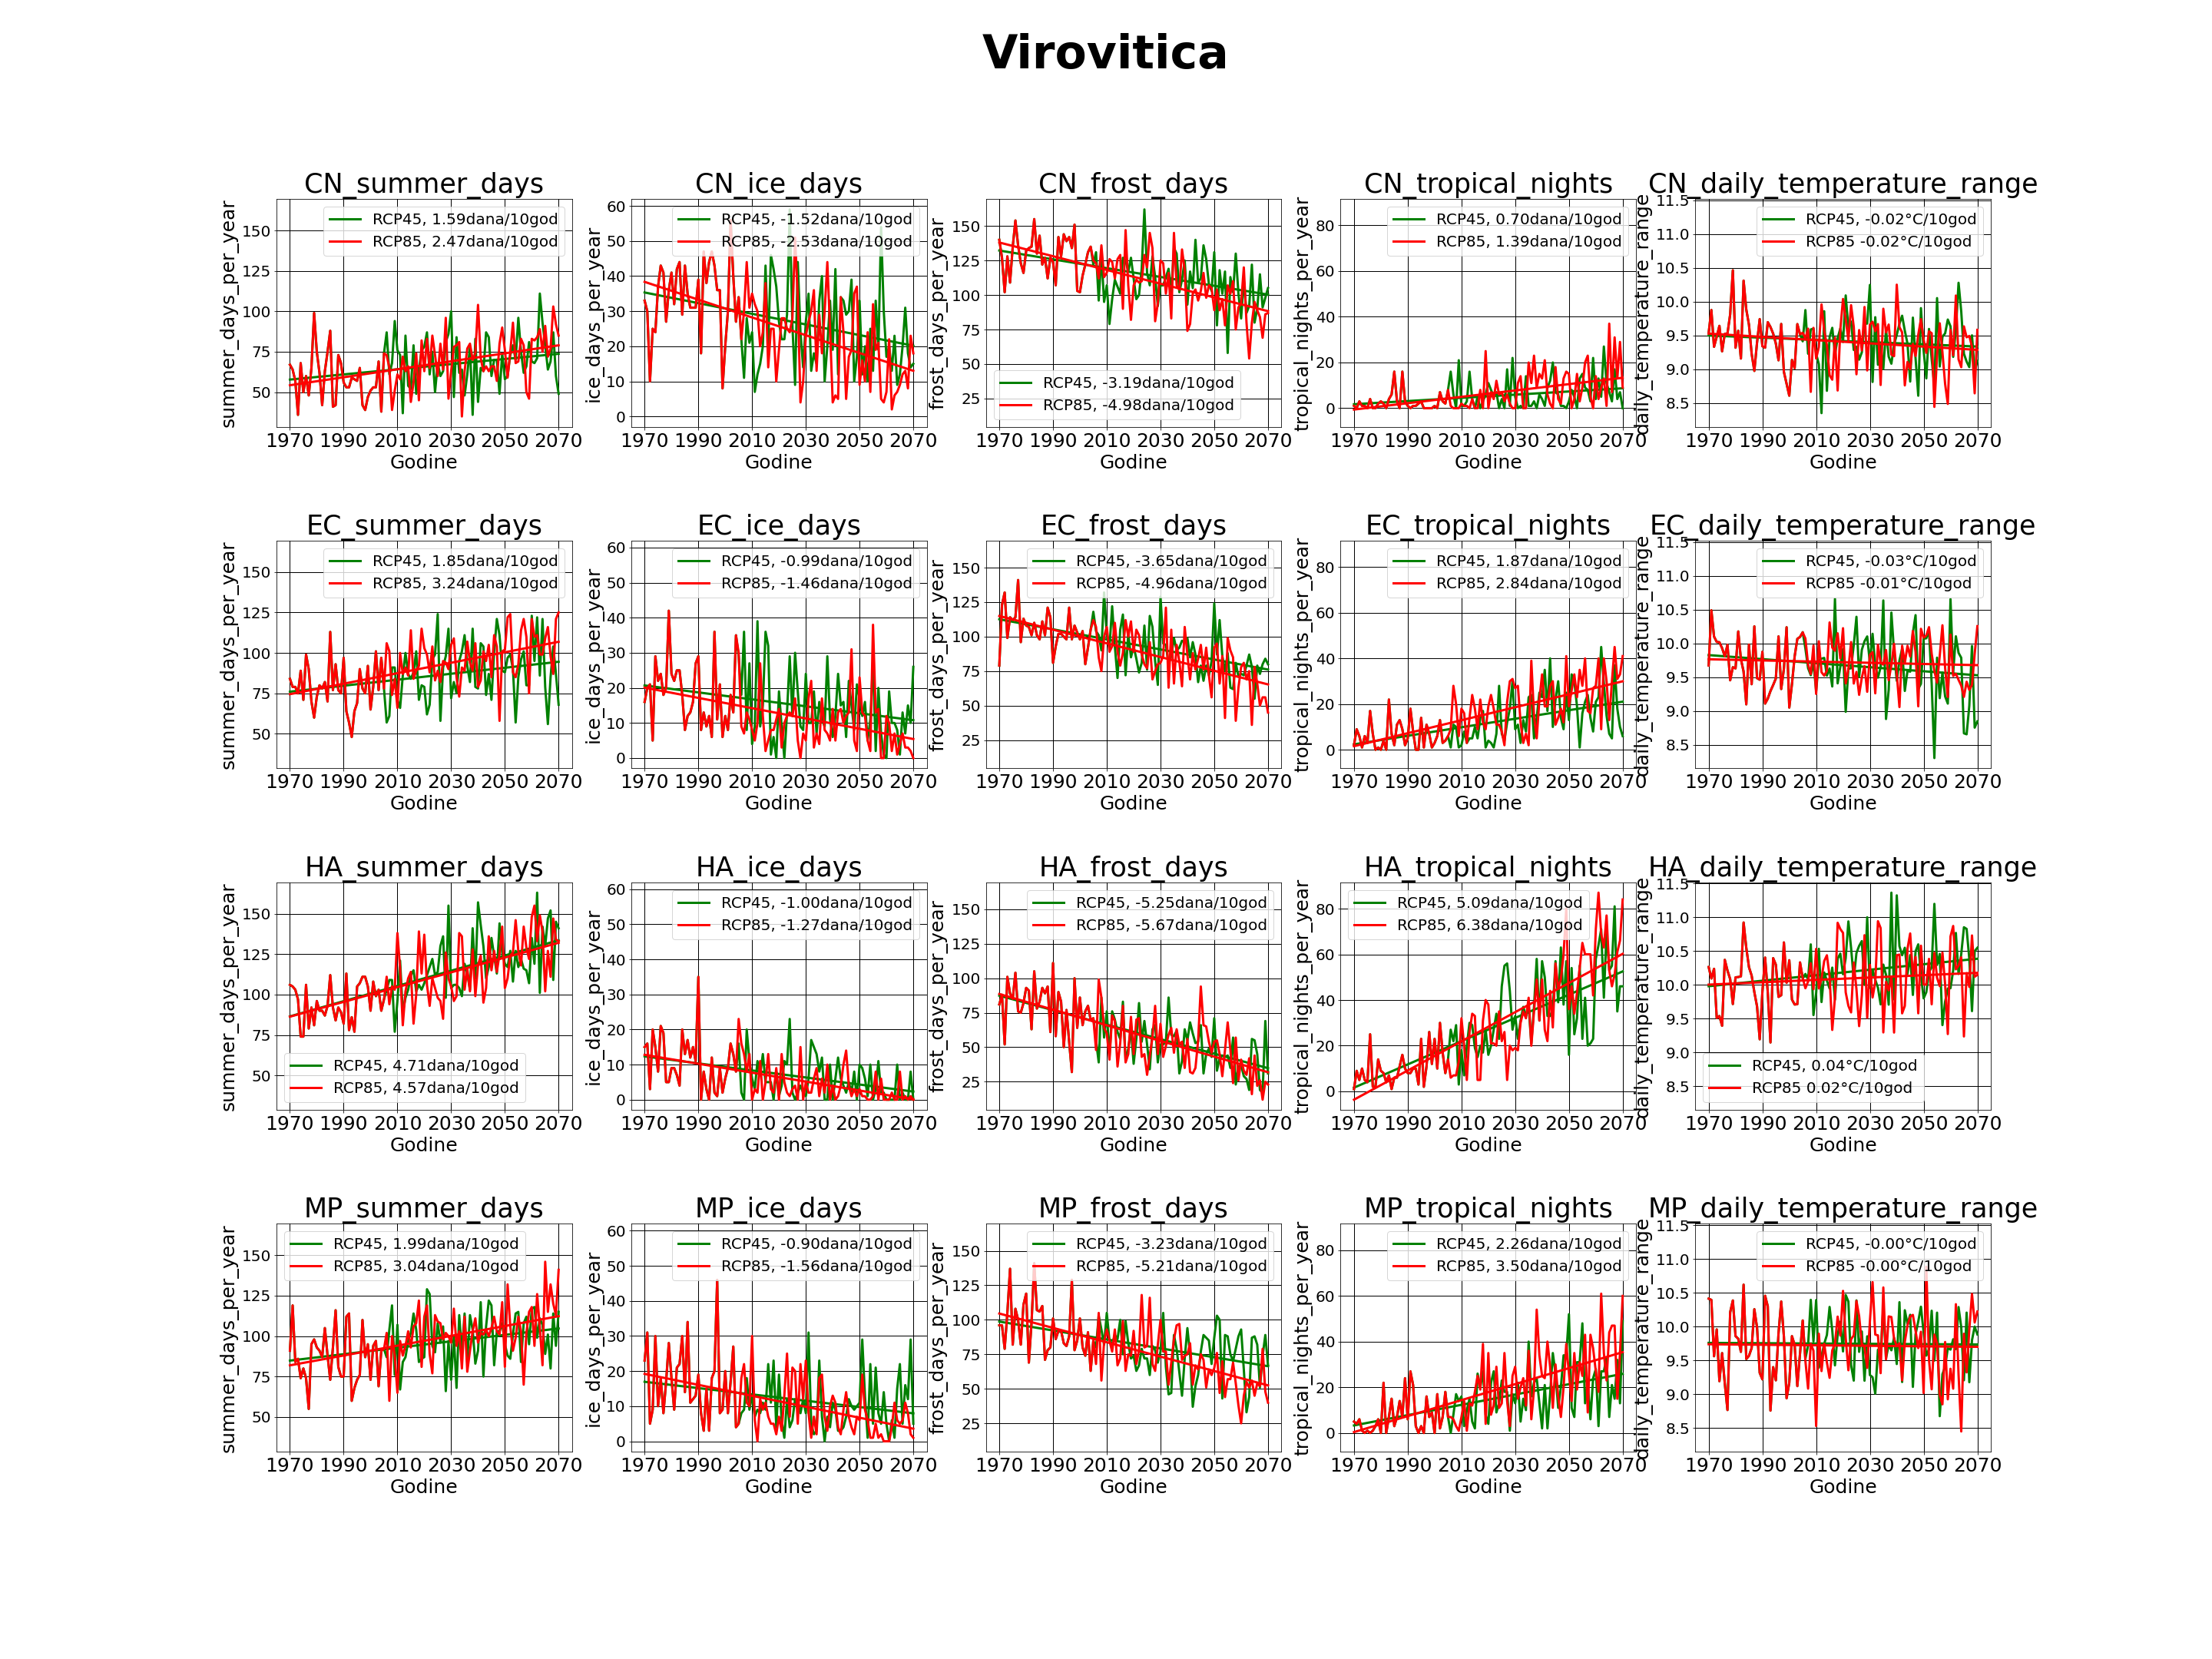 Virovitica
CN_summer_days
summer_days_per_year
150
125
100
75
50
RCP45, 1.59dana/10god
RCP85, 2.47dana/10god
1970 1990 2010 2030 2050 2070
Godine
CN_ice_days
ice_days_per_year
60
50
40
30
20
10
0
RCP45, -1.52dana/10god
RCP85, -2.53dana/10god
1970 1990 2010 2030 2050 2070
Godine
CN_frost_days
frost_days_per_year
150
125
100
75
50
25
RCP45, -3.19dana/10god
RCP85, -4.98dana/10god
1970 1990 2010 2030 2050 2070
Godine
CN_tropical_nights
tropical_nights_per_year
80
60
40
20
0
RCP45, 0.70dana/10god
RCP85, 1.39dana/10god
1970 1990 2010 2030 2050 2070
Godine
CN_daily_temperature_range
daily_temperature_range
11.5
11.0
10.5
10.0
9.5
9.0
8.5
RCP45, -0.02°C/10god
RCP85 -0.02°C/10god
1970 1990 2010 2030 2050 2070
Godine
EC_summer_days
summer_days_per_year
150
125
100
75
50
RCP45, 1.85dana/10god
RCP85, 3.24dana/10god
1970 1990 2010 2030 2050 2070
Godine
EC_ice_days
ice_days_per_year
60
50
40
30
20
10
0
RCP45, -0.99dana/10god
RCP85, -1.46dana/10god
1970 1990 2010 2030 2050 2070
Godine
EC_frost_days
frost_days_per_year
150
125
100
75
50
25
RCP45, -3.65dana/10god
RCP85, -4.96dana/10god
1970 1990 2010 2030 2050 2070
Godine
EC_tropical_nights
tropical_nights_per_year
80
60
40
20
0
RCP45, 1.87dana/10god
RCP85, 2.84dana/10god
1970 1990 2010 2030 2050 2070
Godine
EC_daily_temperature_range
daily_temperature_range
11.5
11.0
10.5
10.0
9.5
9.0
8.5
RCP45, -0.03°C/10god
RCP85 -0.01°C/10god
1970 1990 2010 2030 2050 2070
Godine
HA_summer_days
summer_days_per_year
150
125
100
75
50
RCP45, 4.71dana/10god
RCP85, 4.57dana/10god
1970 1990 2010 2030 2050 2070
Godine
HA_ice_days
ice_days_per_year
60
50
40
30
20
10
0
RCP45, -1.00dana/10god
RCP85, -1.27dana/10god
1970 1990 2010 2030 2050 2070
Godine
HA_frost_days
frost_days_per_year
150
125
100
75
50
25
RCP45, -5.25dana/10god
RCP85, -5.67dana/10god
1970 1990 2010 2030 2050 2070
Godine
HA_tropical_nights
tropical_nights_per_year
80
60
40
20
0
RCP45, 5.09dana/10god
RCP85, 6.38dana/10god
1970 1990 2010 2030 2050 2070
Godine
HA_daily_temperature_range
daily_temperature_range
11.5
11.0
10.5
10.0
9.5
9.0
8.5
RCP45, 0.04°C/10god
RCP85 0.02°C/10god
1970 1990 2010 2030 2050 2070
Godine
MP_summer_days
summer_days_per_year
150
125
100
75
50
RCP45, 1.99dana/10god
RCP85, 3.04dana/10god
1970 1990 2010 2030 2050 2070
Godine
MP_ice_days
ice_days_per_year
60
50
40
30
20
10
0
RCP45, -0.90dana/10god
RCP85, -1.56dana/10god
1970 1990 2010 2030 2050 2070
Godine
MP_frost_days
frost_days_per_year
150
125
100
75
50
25
RCP45, -3.23dana/10god
RCP85, -5.21dana/10god
1970 1990 2010 2030 2050 2070
Godine
MP_tropical_nights
tropical_nights_per_year
80
60
40
20
0
RCP45, 2.26dana/10god
RCP85, 3.50dana/10god
1970 1990 2010 2030 2050 2070
Godine
MP_daily_temperature_range
daily_temperature_range
11.5
11.0
10.5
10.0
9.5
9.0
8.5
RCP45, -0.00°C/10god
RCP85 -0.00°C/10god
1970 1990 2010 2030 2050 2070
Godine